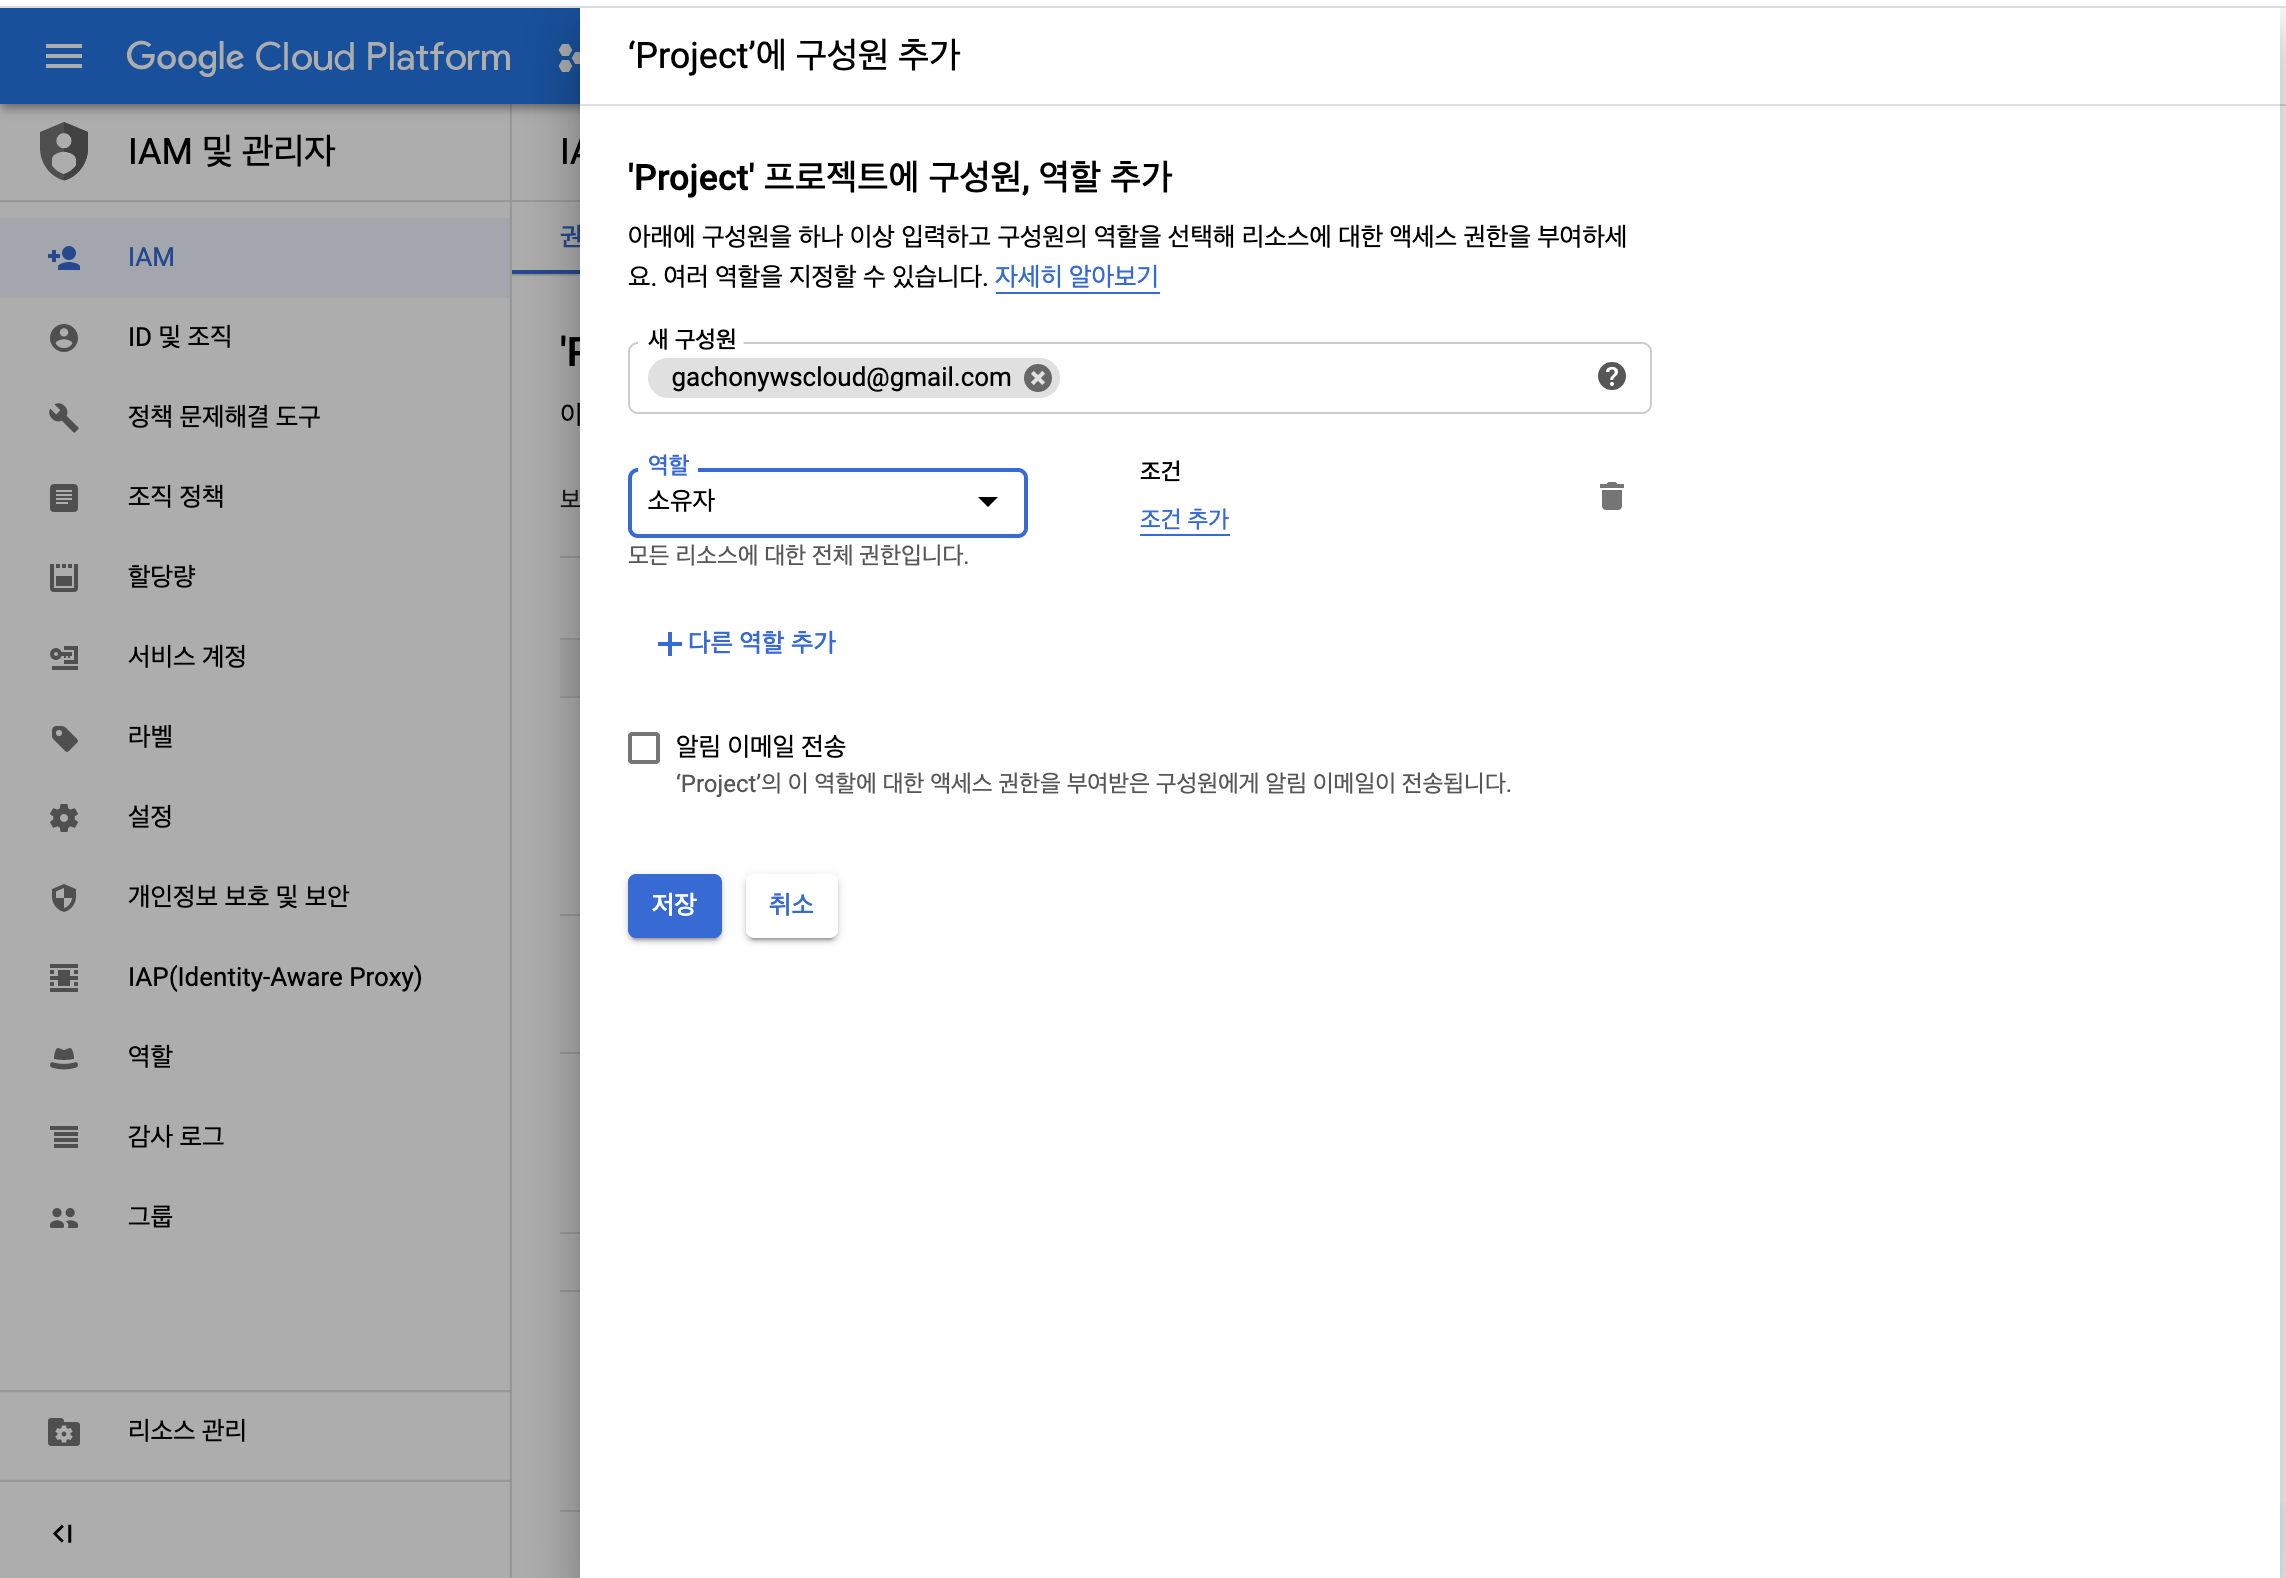 Google Cloud Platform
IAM 및 관리자
IAM
ID 및 조직
정책 문제해결 도구
조직 정책
할당량
서비스 계정
라벨
설정
개인정보 보호 및 보안
IAP(Identity-Aware Proxy)
역할
감사 로그
그룹
리소스 관리
‘Project’에 구성원 추가
'Project' 프로젝트에 구성원, 역할 추가
아래에 구성원을 하나 이상 입력하고 구성원의 역할을 선택해 리소스에 대한 액세스 권한을 부여하세
요. 여러 역할을 지정할 수 있습니다. 자세히 알아보기
새 구성원
gachonywscloud@gmail.com
역할
소유자
모든 리소스에 대한 전체 권한입니다.
조건
조건 추가
다른 역할 추가
알림 이메일 전송
‘Project’의 이 역할에 대한 액세스 권한을 부여받은 구성원에게 알림 이메일이 전송됩니다.
저장
취소